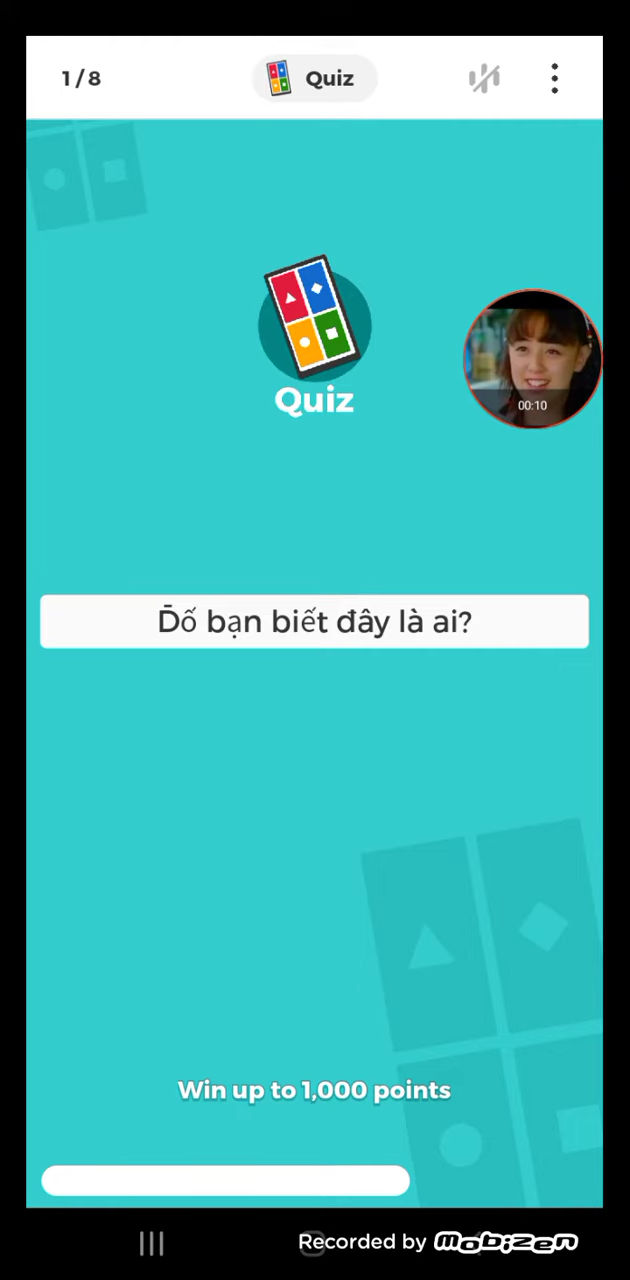 1 / 8
Quiz
Quiz
00:10
Đố bạn biết đây là ai?
Win up to 1,000 points
Recorded by mobizen